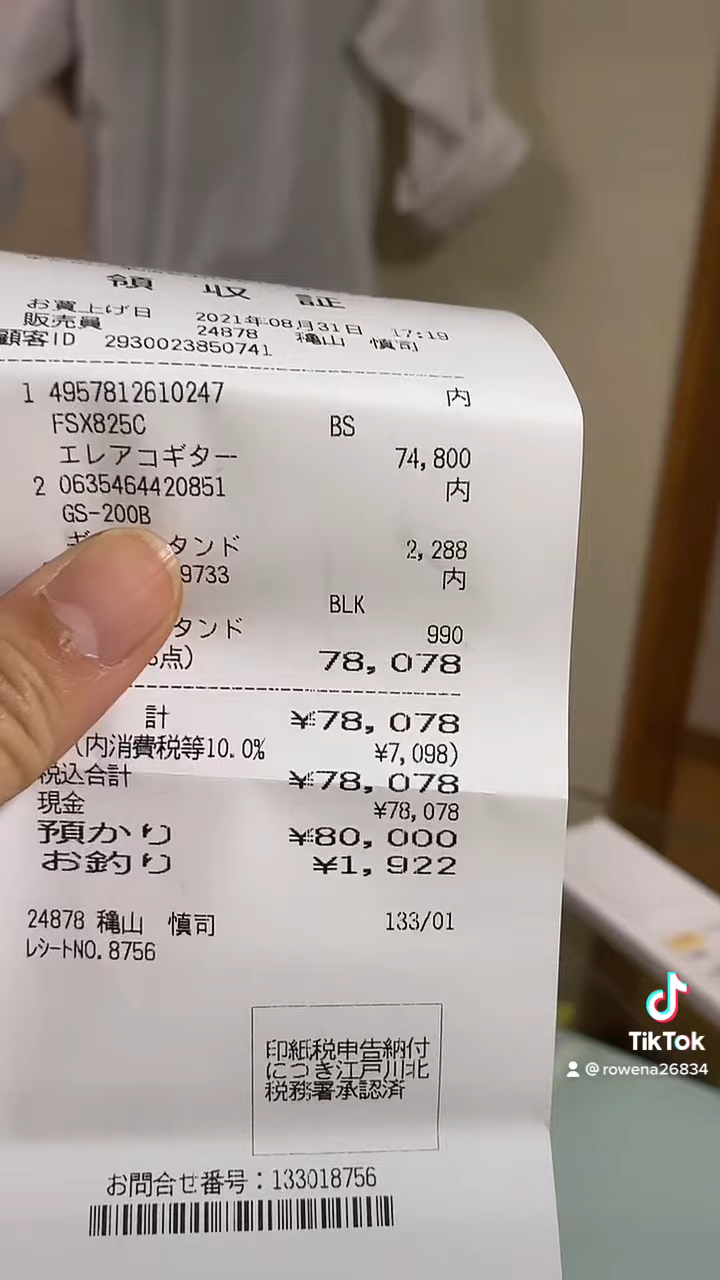 領 収 証
お買上げ日 2021年08月31日 17:19
販売員 24878 穐山 慎司
顧客ID 2930023850741
1 4957812610247 内
FSX825C BS
エレアコギター 74,800
2 0635464420851 内
GS-200B
タンド 2,288
9733 内
BLK
タンド 990
点) 78,078
計 ¥78,078
(内消費税等10.0% ¥7,098)
税込合計 ¥78,078
現金 ¥78,078
預かり ¥80,000
お釣り ¥1,922
24878 穐山 慎司 133/01
レシートNO.8756
印紙税申告納付
につき江戸川北
税務署承認済
お問合せ番号:133018756
TikTok
@rowena26834